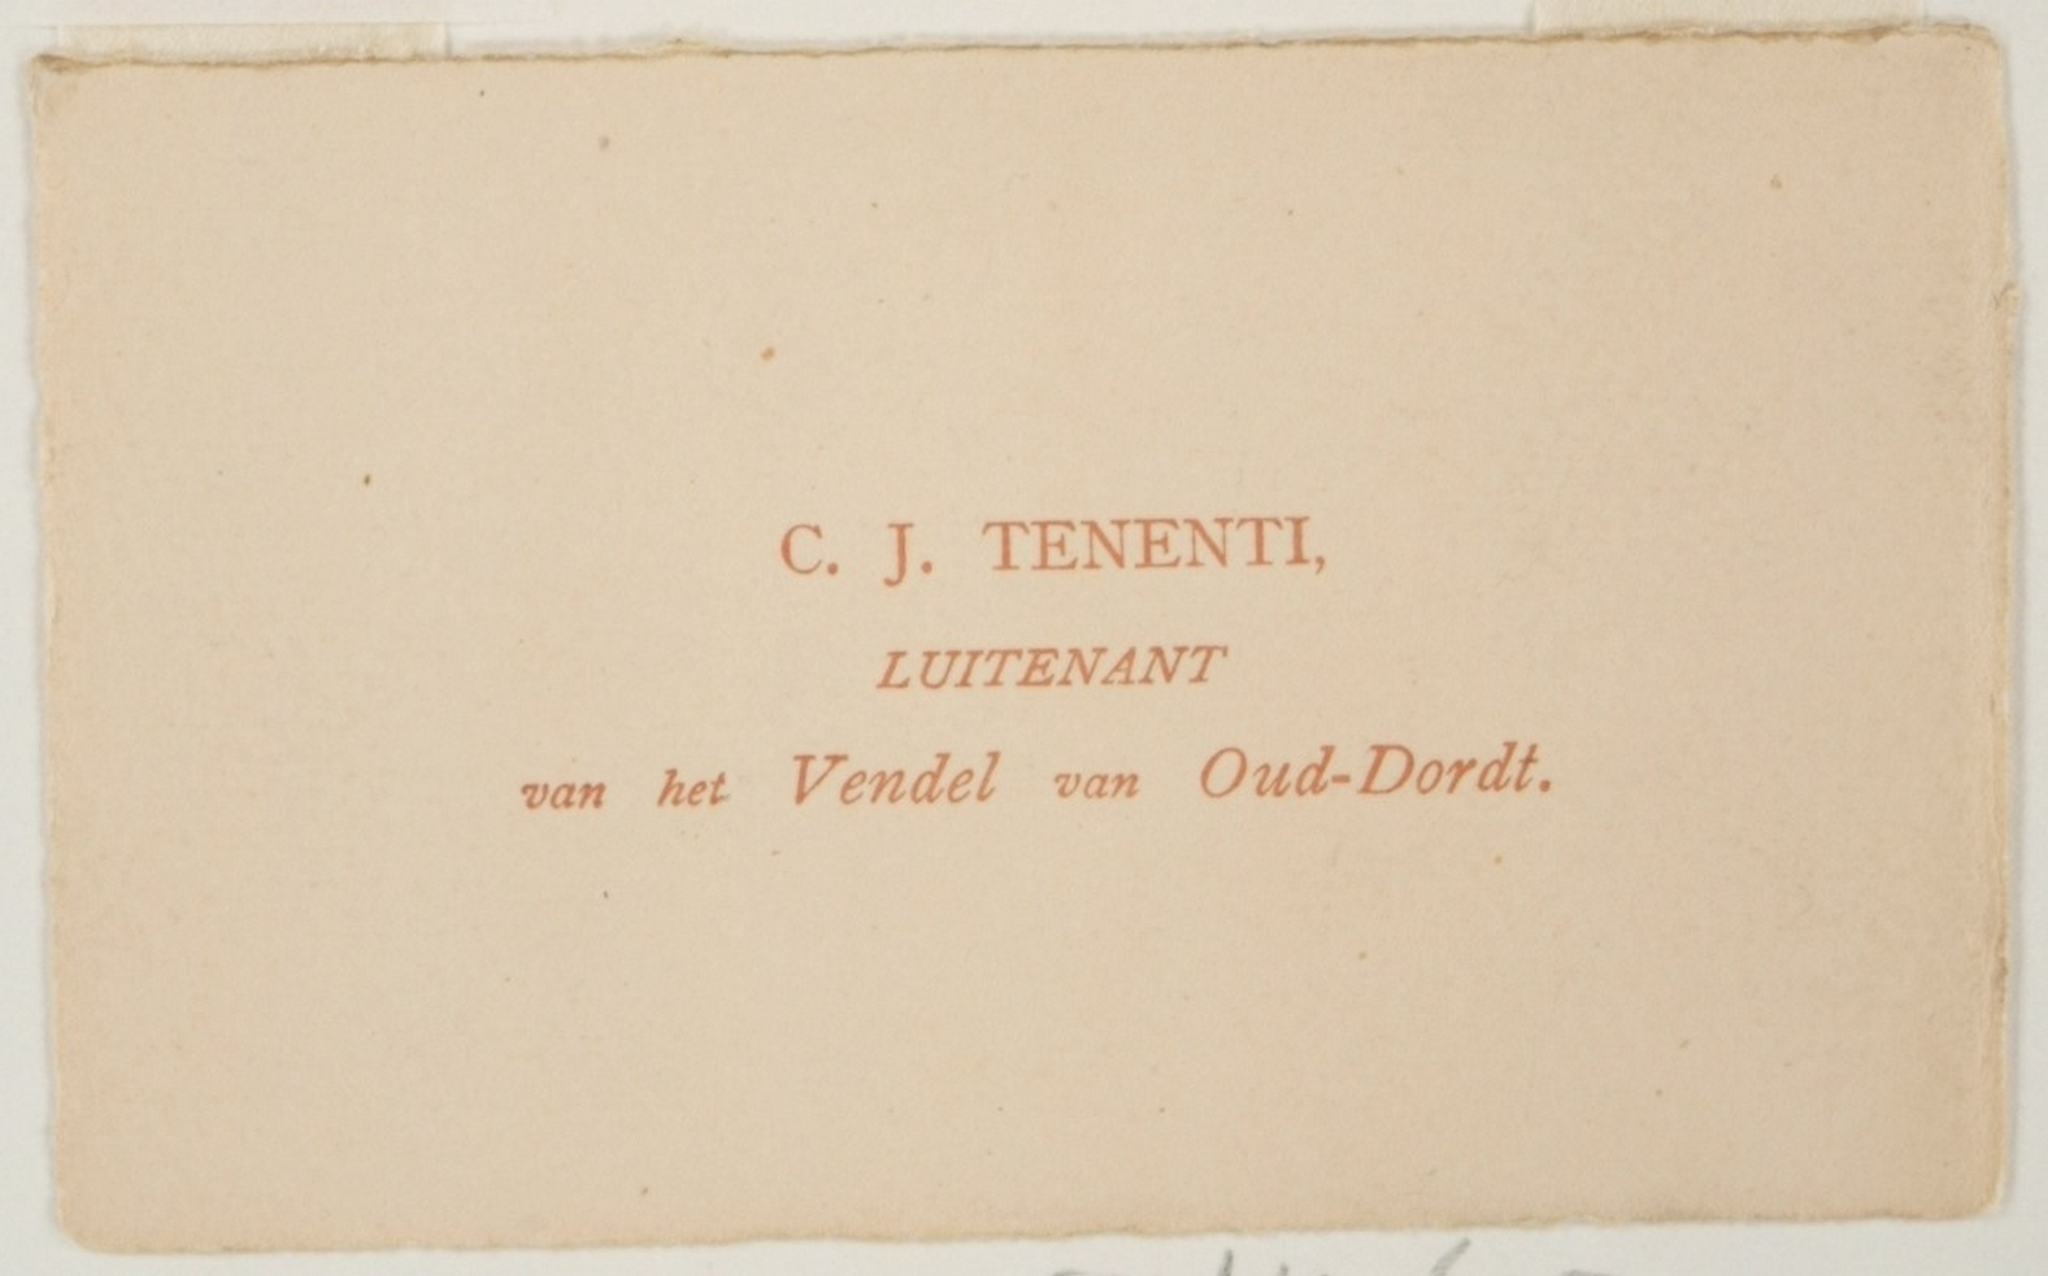 C. J. TENENTI,
LUITENANT
van het Vendel van Oud-Dordt.